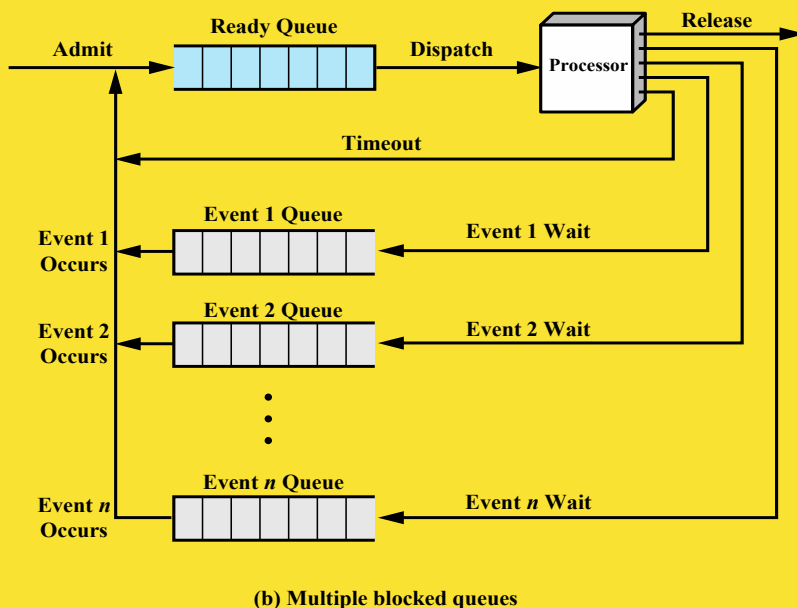 Release
Ready Queue
Admit
Dispatch
Processor
Timeout
Event 1 Queue
Event 1 Wait
Event 1
Occurs
Event 2 Queue
Event 2 Wait
Event 2
Occurs
Event n Queue
Event n Wait
Event n
Occurs
(b) Multiple blocked queues